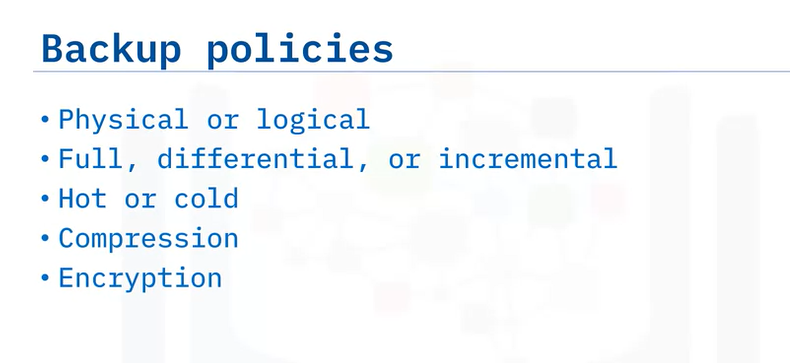 Backup policies
• Physical or logical
• Full, differential, or incremental
• Hot or cold
• Compression
• Encryption